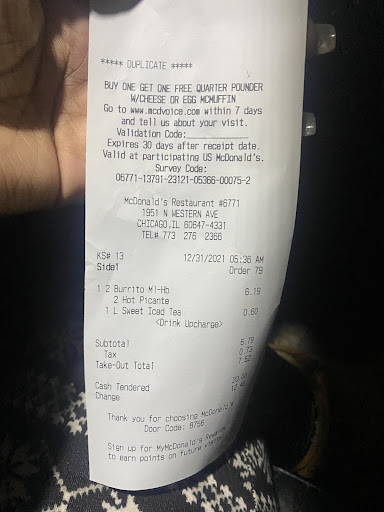 ***** DUPLICATE *****
BUY ONE GET ONE FREE QUARTER POUNDER
W/CHEESE OR EGG MCMUFFIN
Go to www.mcdvoice.com within 7 days
and tell us about your visit.
Validation Code:
Expires 30 days after receipt date.
Valid at participating US McDonald's.
Survey Code:
06771-13791-23121-05366-00075-2
McDonald's Restaurant #6771
1951 N WESTERN AVE
CHICAGO,IL 60647-4331
TEL# 773 276 2366
KS# 13 12/31/2021 05:36 AM
Side1 Order 79
1 2 Burrito Ml-Hb 6.19
2 Hot Picante
1 L Sweet Iced Tea 0.60
<Drink Upcharge>
Subtotal 6.79
Tax 0.73
Take-Out Total 7.52
Cash Tendered
Change
Thank you for choosing McDonald's
Door Code: 8756
Sign up for MyMcDonald's Rewards
to earn points on future visits